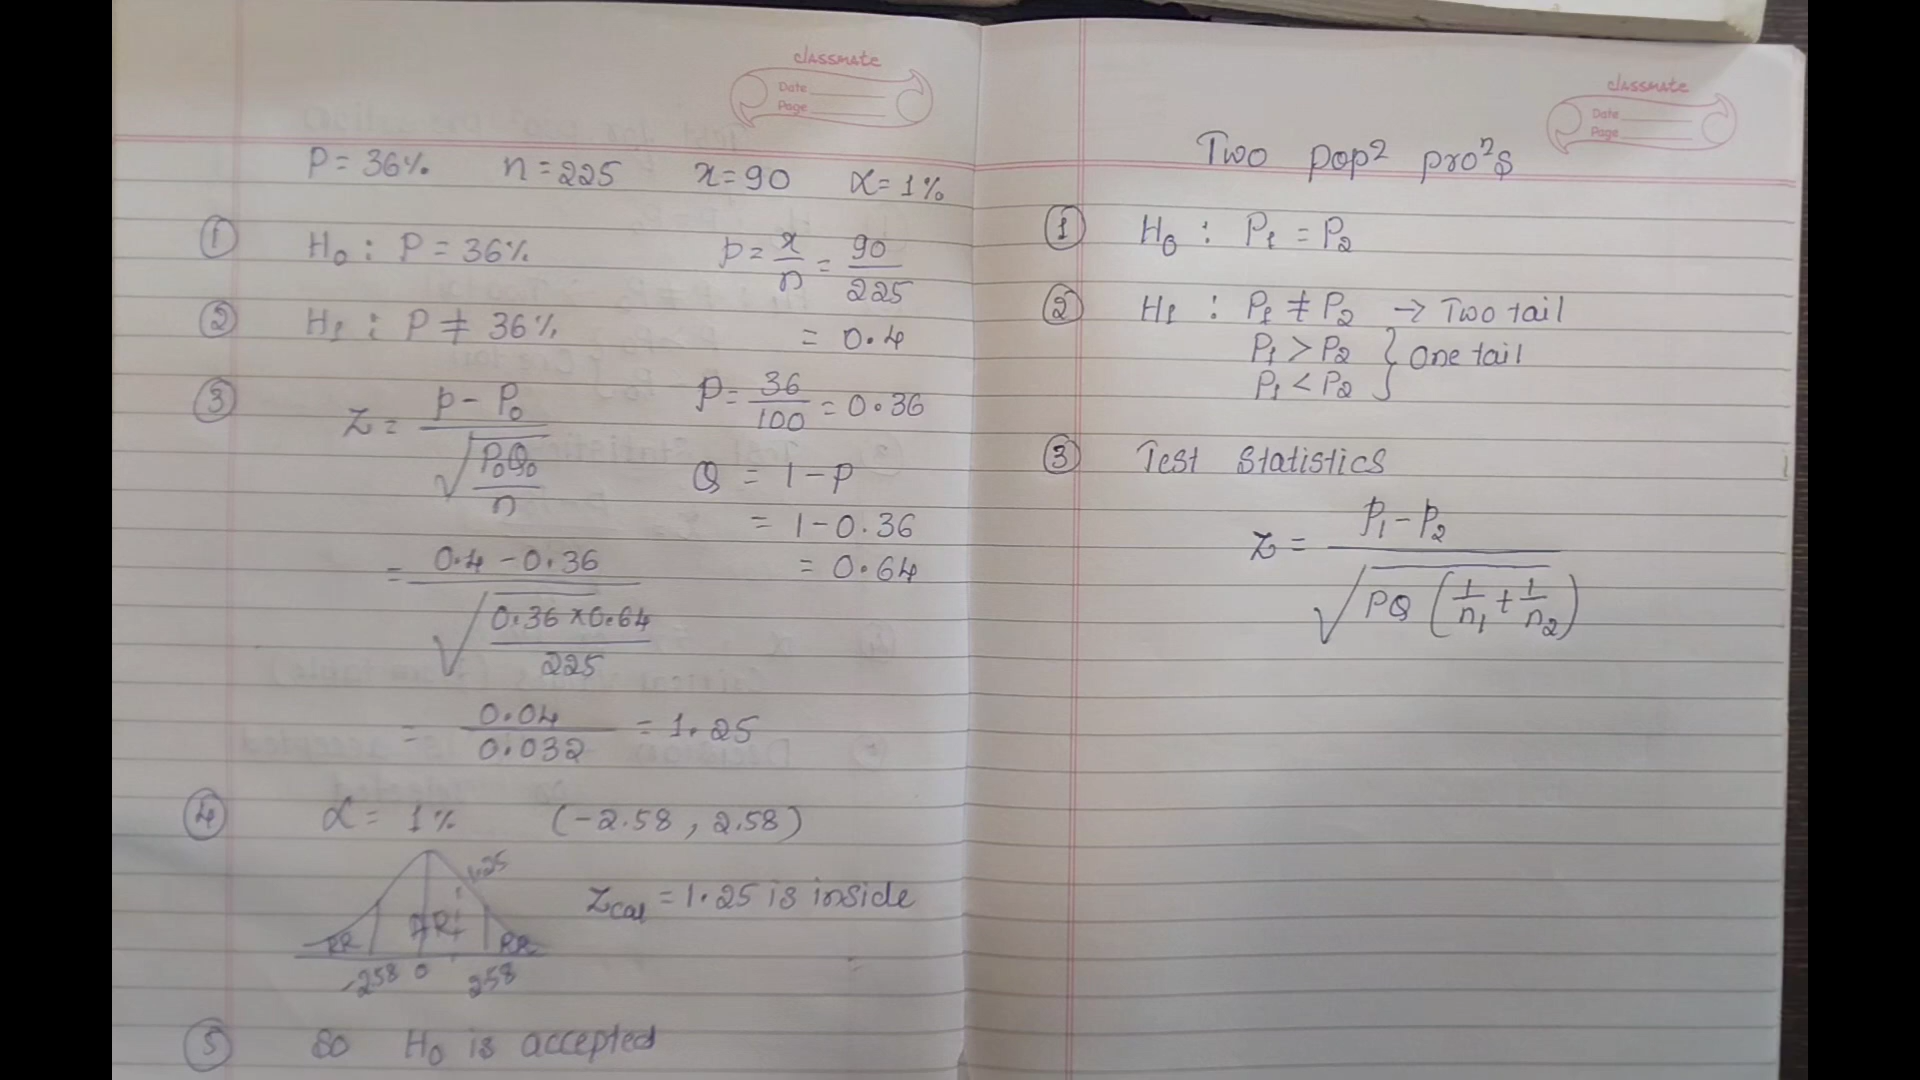 classmate
Date
Page
P = 36% n = 225 x = 90 α = 1%
① H₀ : P = 36% p = x/n = 90/225
② H₁ : P ≠ 36% = 0.4
③ Z = (p - P₀)/√(P₀Q₀/n) P = 36/100 = 0.36
Q = 1 - P
= 1 - 0.36
= (0.4 - 0.36)/√((0.36 × 0.64)/225) = 0.64
= 0.04/0.032 = 1.25
④ α = 1% (-2.58, 2.58)
1.25
Zcal = 1.25 is inside
RR AR RR
-2.58 0 2.58
⑤ So H₀ is accepted
classmate
Date
Page
Two popⁿ proⁿs
① H₀ : P₁ = P₂
② H₁ : P₁ ≠ P₂ → Two tail
P₁ > P₂ } One tail
P₁ < P₂
③ Test Statistics
Z = (p₁ - p₂)/√(PQ (1/n₁ + 1/n₂))